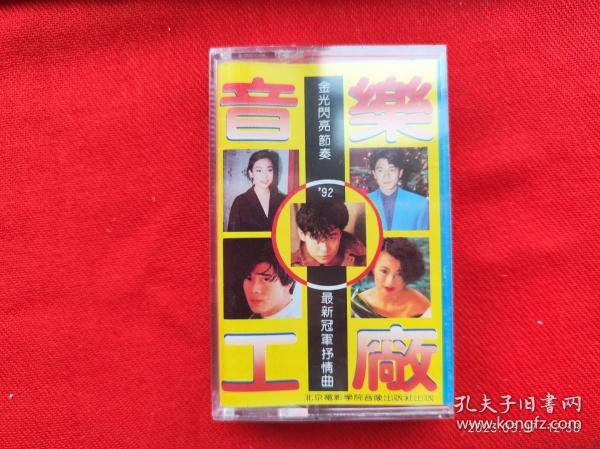 音樂
金光閃亮節奏
'92
最新冠軍抒情曲
工廠
北京電影學院音像出版社出版
孔夫子旧书网
www.kongfz.com